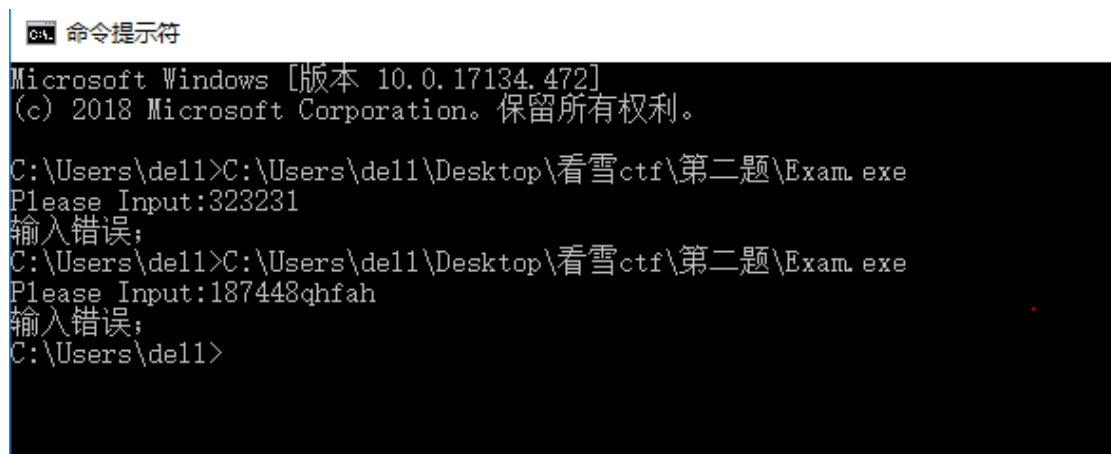 命令提示符
Microsoft Windows [版本 10.0.17134.472]
(c) 2018 Microsoft Corporation。保留所有权利。
C:\Users\dell>C:\Users\dell\Desktop\看雪ctf\第二题\Exam.exe
Please Input:323231
输入错误;
C:\Users\dell>C:\Users\dell\Desktop\看雪ctf\第二题\Exam.exe
Please Input:187448qhfah
输入错误;
C:\Users\dell>